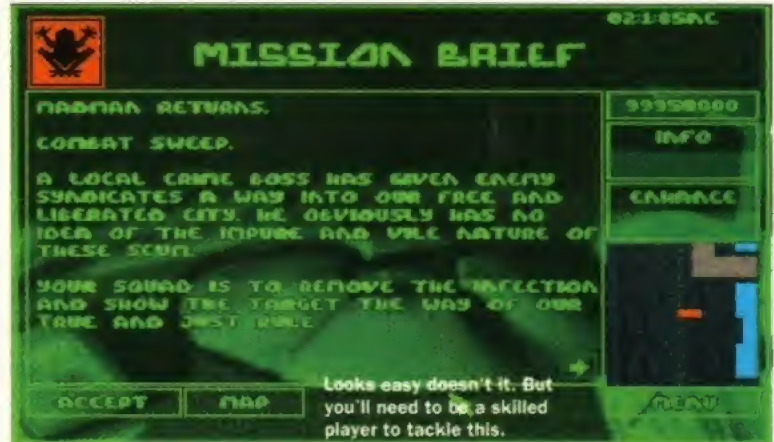 02:1:85NC
MISSION BRIEF
MADMAN RETURNS.
99950000
COMBAT SWEEP.
INFO
A LOCAL CRIME BOSS HAS GIVEN ENEMY
SYNDICATES A WAY INTO OUR FREE AND
LIBERATED CITY. HE OBVIOUSLY HAS NO
IDEA OF THE IMPURE AND VILE NATURE OF
THESE SCUM.
ENHANCE
YOUR SQUAD IS TO REMOVE THE INFECTION
AND SHOW THE TARGET THE WAY OF OUR
TRUE AND JUST RULE
ACCEPT
MAP
MENU
Looks easy doesn't it. But
you'll need to be a skilled
player to tackle this.